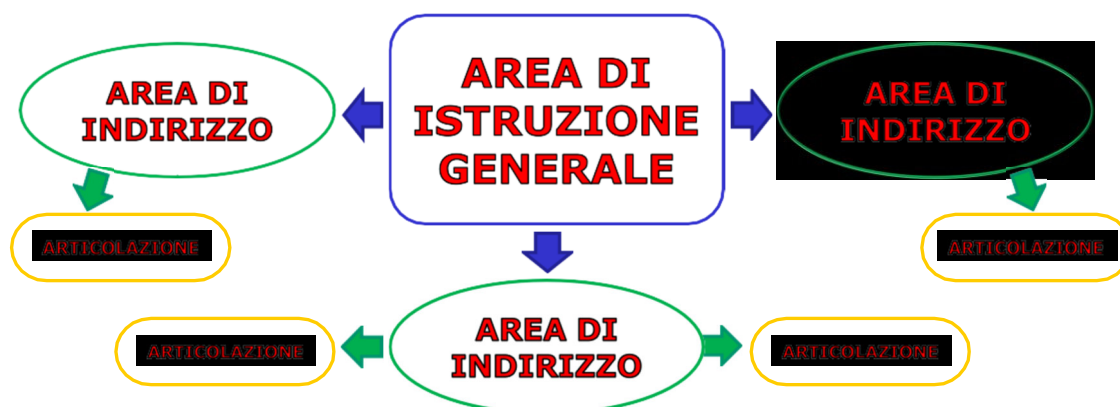 AREA DI
INDIRIZZO
AREA DI
ISTRUZIONE
GENERALE
AREA DI
INDIRIZZO
ARTICOLAZIONE
ARTICOLAZIONE
AREA DI
INDIRIZZO
ARTICOLAZIONE
ARTICOLAZIONE